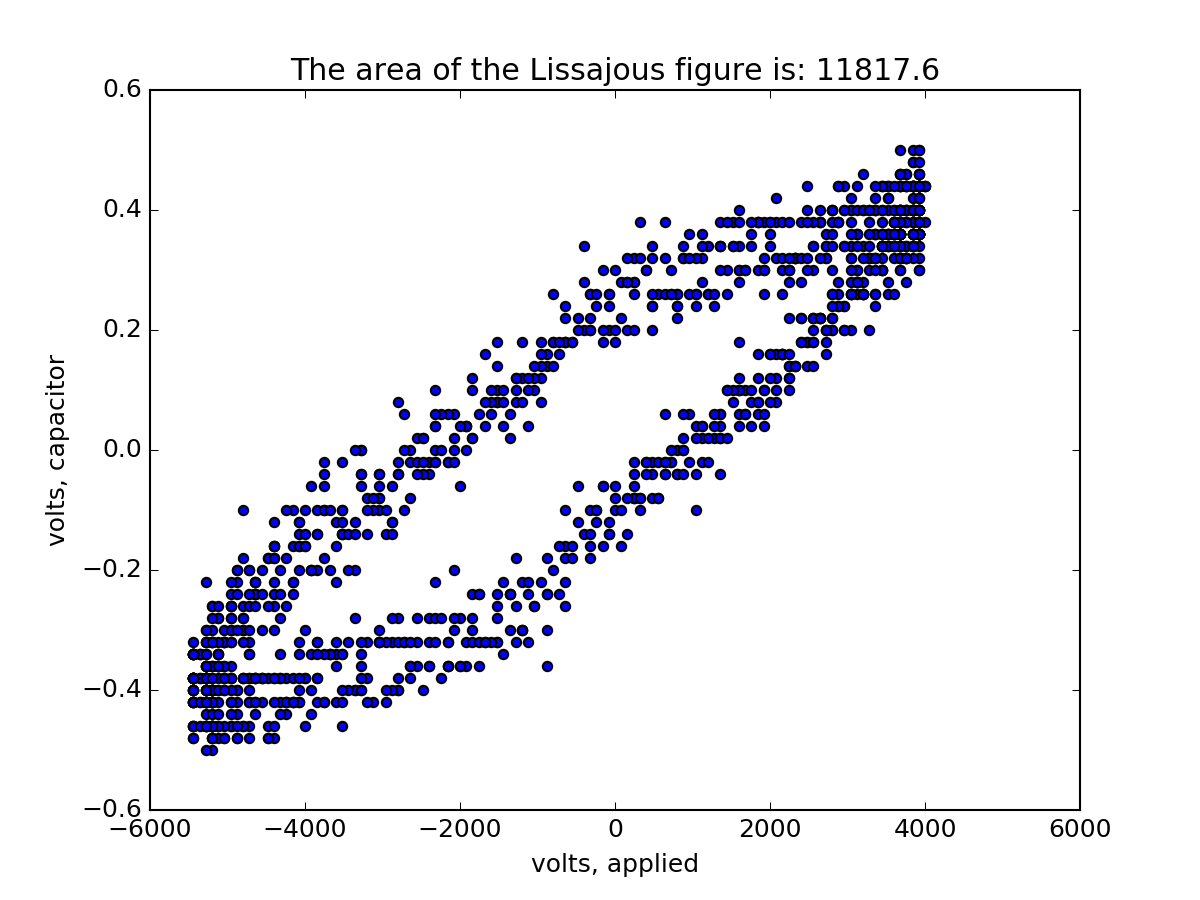 The area of the Lissajous figure is: 11817.6
0.6
0.4
0.2
0.0
−0.2
−0.4
−0.6
−6000 −4000 −2000 0 2000 4000 6000
volts, capacitor
volts, applied